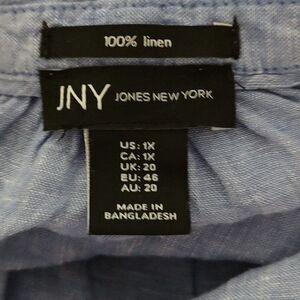 100% linen
JNY JONES NEW YORK
US: 1X
CA: 1X
UK: 20
EU: 46
AU: 20
MADE IN
BANGLADESH